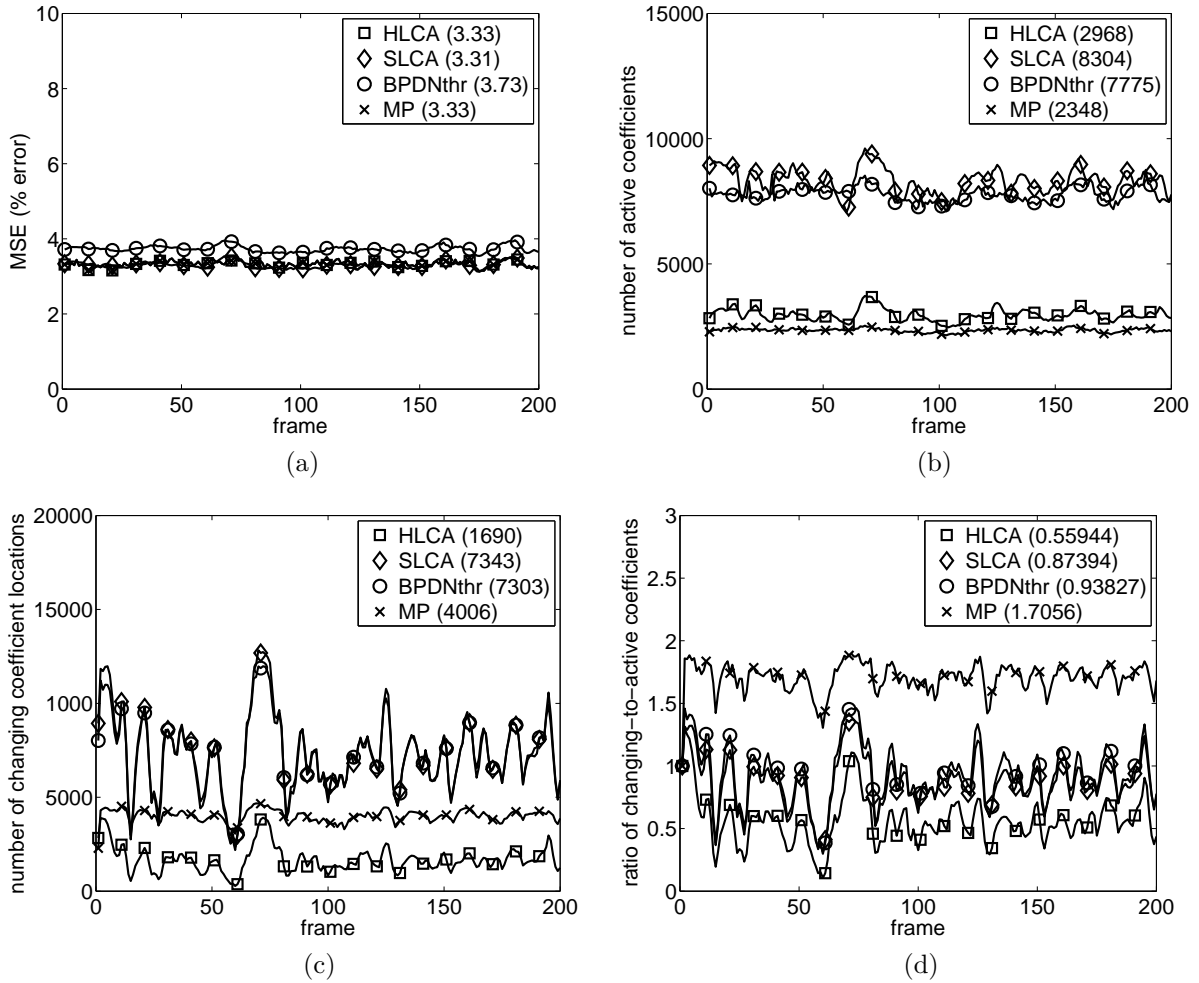 10
8
6
4
2
0
MSE (% error)
HLCA (3.33)
SLCA (3.31)
BPDNthr (3.73)
MP (3.33)
0 50 100 150 200
frame
(a)
15000
10000
5000
0
number of active coefficients
HLCA (2968)
SLCA (8304)
BPDNthr (7775)
MP (2348)
0 50 100 150 200
frame
(b)
20000
15000
10000
5000
0
number of changing coefficient locations
HLCA (1690)
SLCA (7343)
BPDNthr (7303)
MP (4006)
0 50 100 150 200
frame
(c)
3
2.5
2
1.5
1
0.5
0
ratio of changing−to−active coefficients
HLCA (0.55944)
SLCA (0.87394)
BPDNthr (0.93827)
MP (1.7056)
0 50 100 150 200
frame
(d)